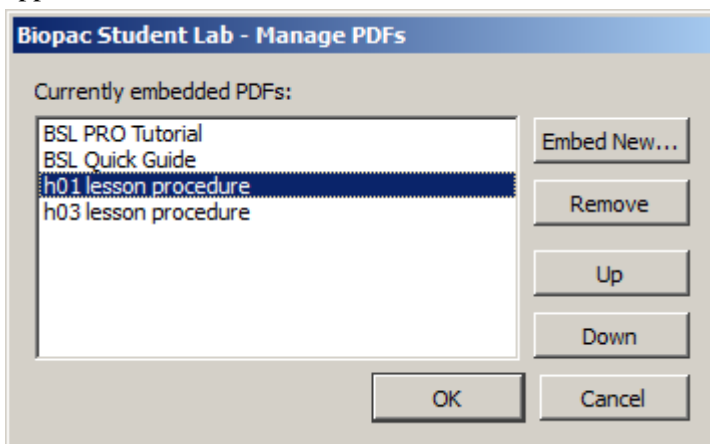 Biopac Student Lab - Manage PDFs
Currently embedded PDFs:
BSL PRO Tutorial
BSL Quick Guide
h01 lesson procedure
h03 lesson procedure
Embed New...
Remove
Up
Down
OK
Cancel